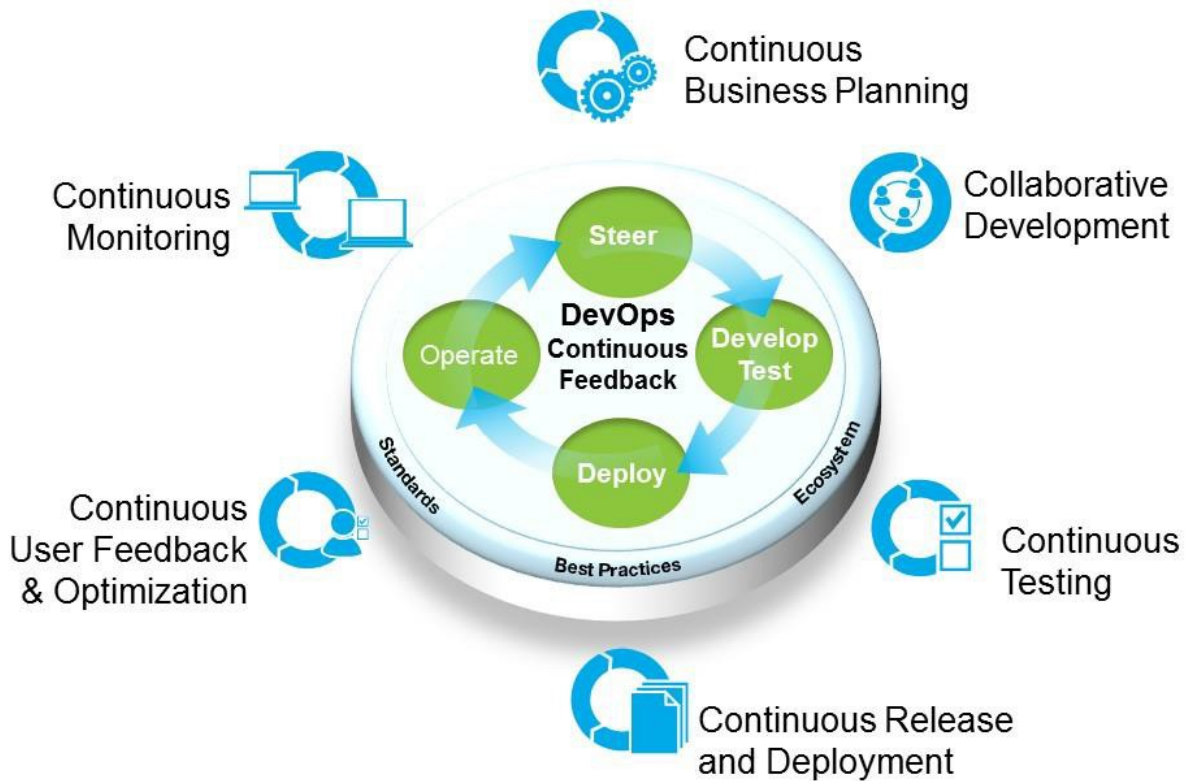 Continuous
Business Planning
Continuous
Monitoring
Collaborative
Development
Steer
DevOps
Continuous
Feedback
Operate
Develop
Test
Deploy
Standards
Best Practices
Ecosystem
Continuous
User Feedback
& Optimization
Continuous
Testing
Continuous Release
and Deployment